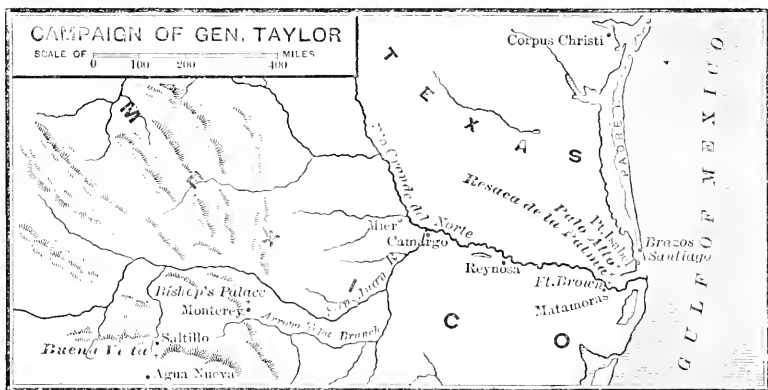 CAMPAIGN OF GEN. TAYLOR
SCALE OF 0 100 200 400 MILES
Corpus Christi
TEXAS
PADRE I.
GULF OF MEXICO
Rio Grande del Norte
Resaca de la Palma
Palo Alto
Pt. Isabel
Brazos
Santiago
Mier
Camargo
Reynosa
Ft. Brown
Matamoras
San Juan R.
Bishop's Palace
Monterey
Saltillo
Buena Vista
Agua Nueva
MEXICO